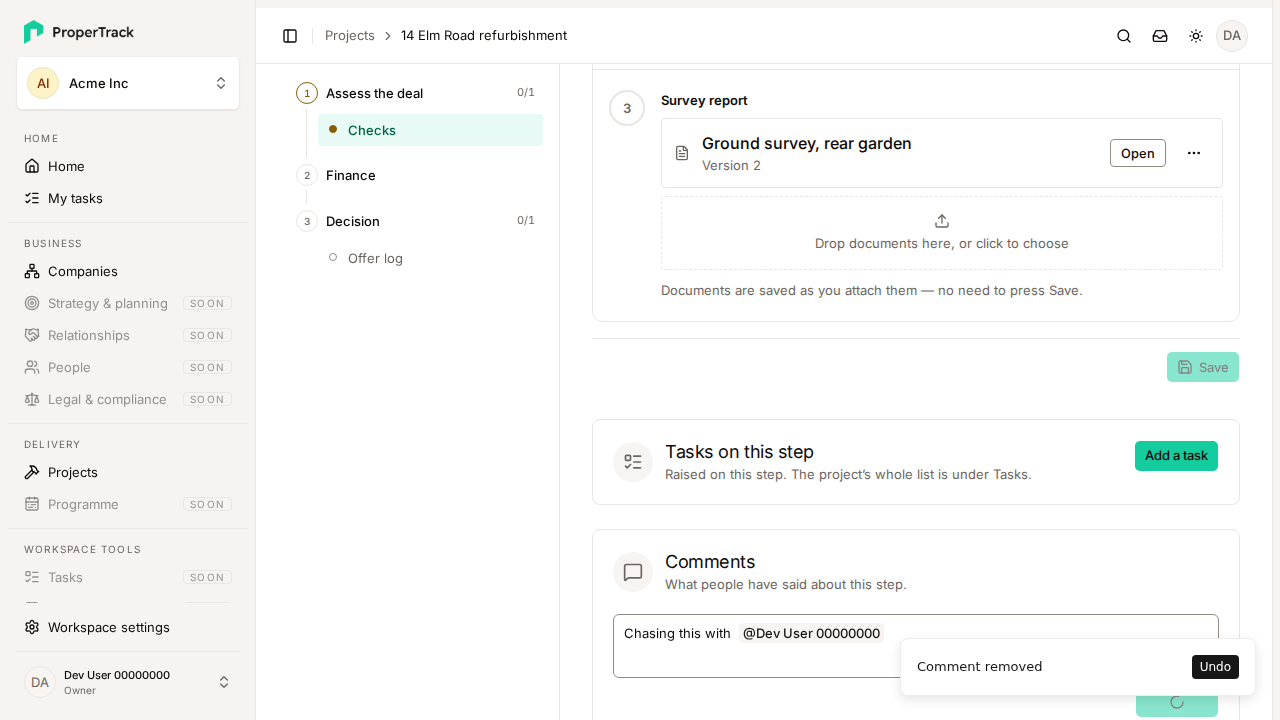 ProperTrack
AI Acme Inc
HOME
Home
My tasks
BUSINESS
Companies
Strategy & planning SOON
Relationships SOON
People SOON
Legal & compliance SOON
DELIVERY
Projects
Programme SOON
WORKSPACE TOOLS
Tasks SOON
Workspace settings
DA Dev User 00000000
Owner
Projects 14 Elm Road refurbishment
DA
1 Assess the deal 0/1
Checks
2 Finance
3 Decision 0/1
Offer log
3 Survey report
Ground survey, rear garden
Version 2
Open
Drop documents here, or click to choose
Documents are saved as you attach them — no need to press Save.
Save
Tasks on this step
Raised on this step. The project’s whole list is under Tasks.
Add a task
Comments
What people have said about this step.
Chasing this with @Dev User 00000000
Comment removed Undo